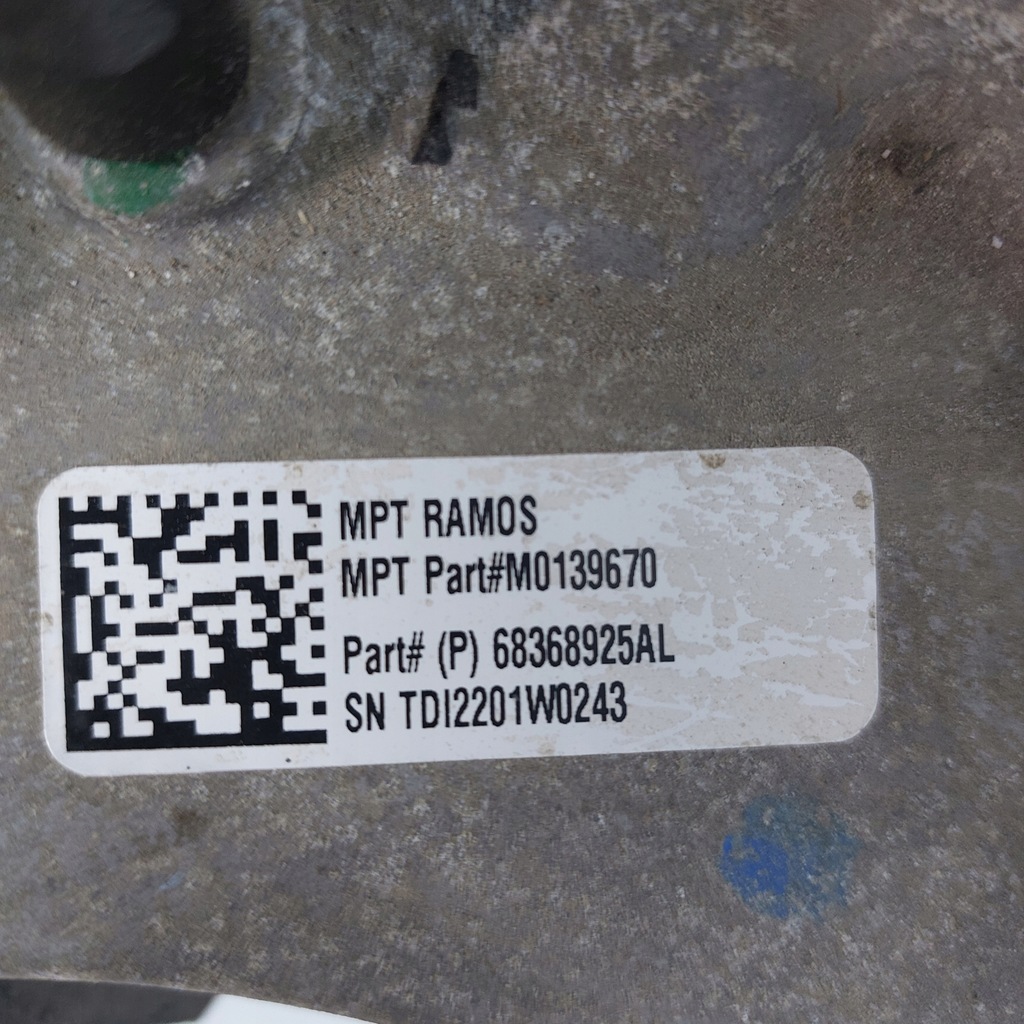 MPT RAMOS
MPT Part#M0139670
Part# (P) 68368925AL
SN TDI2201W0243